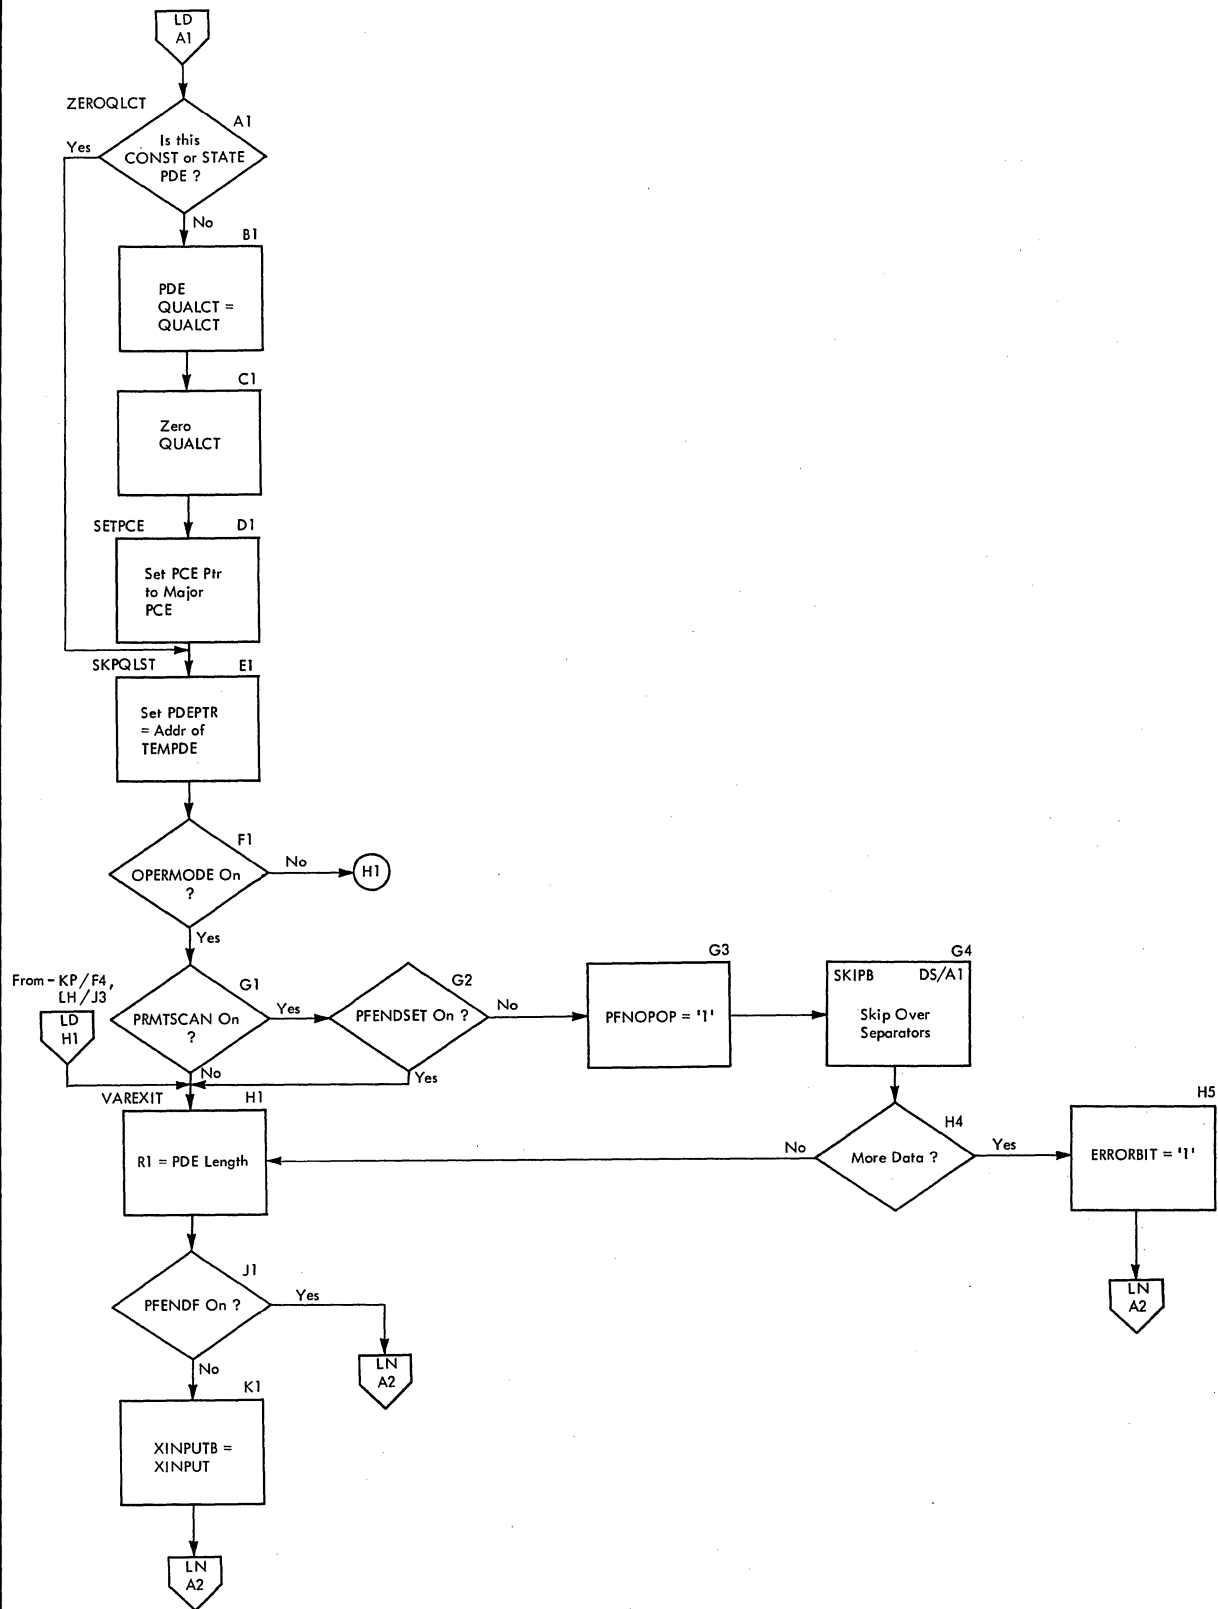 LD
A1
ZEROQLCT
A1
Is this
CONST or STATE
PDE ?
Yes
No
B1
PDE
QUALCT =
QUALCT
C1
Zero
QUALCT
SETPCE
D1
Set PCE Ptr
to Major
PCE
SKPQLST
E1
Set PDEPTR
= Addr of
TEMPDE
F1
OPERMODE On
?
No
H1
Yes
From - KP/F4,
LH/J3
LD
H1
G1
PRMTSCAN On
?
Yes
No
G2
PFENDSET On ?
No
Yes
G3
PFNOPOP = '1'
G4
SKIPB DS/A1
Skip Over
Separators
VAREXIT
H1
R1 = PDE Length
H4
More Data ?
No
Yes
H5
ERRORBIT = '1'
LN
A2
J1
PFENDF On ?
Yes
LN
A2
No
K1
XINPUTB =
XINPUT
LN
A2